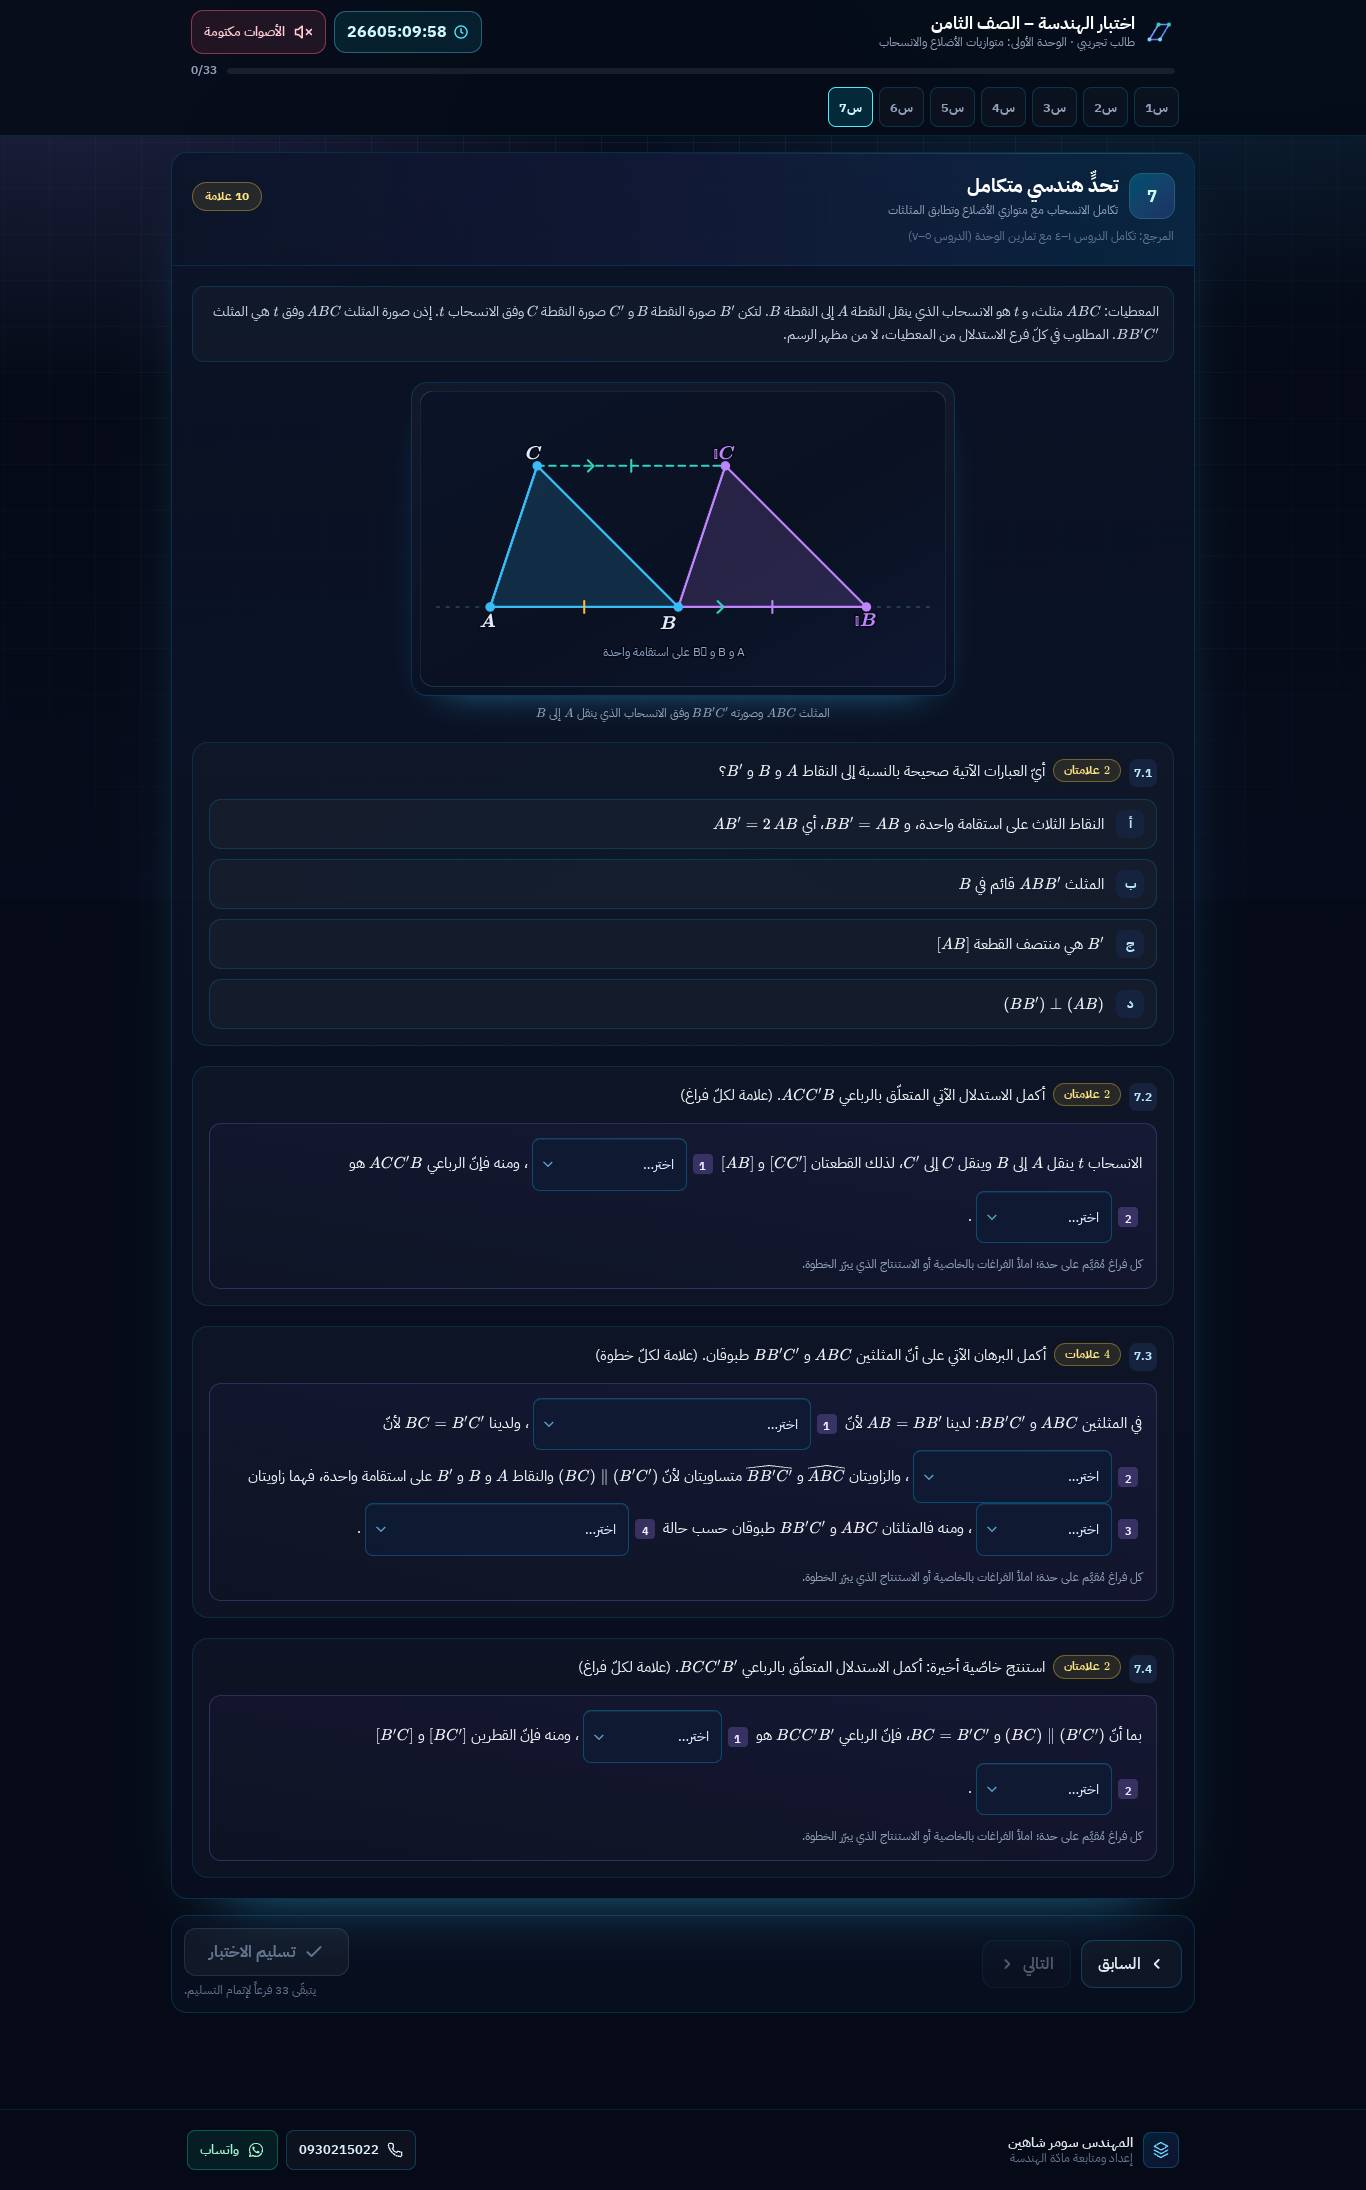 اختبار الهندسة – الصف الثامن
طالب تجريبي · الوحدة الأولى: متوازيات الأضلاع والانسحاب
26605:09:58
الأصوات مكتومة
0/33
س1 س2 س3 س4 س5 س6 س7
7
تحدٍّ هندسي متكامل
تكامل الانسحاب مع متوازي الأضلاع وتطابق المثلثات
المرجع: تكامل الدروس ١–٤ مع تمارين الوحدة (الدروس ٥–٧)
10 علامة
المعطيات: ABC مثلث، و t هو الانسحاب الذي ينقل النقطة A إلى النقطة B. لتكن B′ صورة النقطة B و C′ صورة النقطة C وفق الانسحاب t. إذن صورة المثلث ABC وفق t هي المثلث
BB′C′. المطلوب في كلّ فرع الاستدلال من المعطيات، لا من مظهر الرسم.
C C
A B B
A و B و B على استقامة واحدة
المثلث ABC وصورته BB′C′ وفق الانسحاب الذي ينقل A إلى B
7.1 2 علامتان أيّ العبارات الآتية صحيحة بالنسبة إلى النقاط A و B و B′؟
أ النقاط الثلاث على استقامة واحدة، و BB′ = AB، أي AB′ = 2 AB
ب المثلث ABB′ قائم في B
ج B′ هي منتصف القطعة [AB]
د (BB′) ⊥ (AB)
7.2 2 علامتان أكمل الاستدلال الآتي المتعلّق بالرباعي ACC′B. (علامة لكلّ فراغ)
الانسحاب t ينقل A إلى B وينقل C إلى C′، لذلك القطعتان [CC′] و [AB] 1 اختر... ، ومنه فإنّ الرباعي ACC′B هو
2 اختر... .
كل فراغ مُقيَّم على حدة؛ املأ الفراغات بالخاصية أو الاستنتاج الذي يبرّر الخطوة.
7.3 4 علامات أكمل البرهان الآتي على أنّ المثلثين ABC و BB′C′ طبوقان. (علامة لكلّ خطوة)
في المثلثين ABC و BB′C′: لدينا AB = BB′ لأنّ 1 اختر... ، ولدينا BC = B′C′ لأنّ
2 اختر... ، والزاويتان ABC و BB′C′ متساويتان لأنّ (BC) ∥ (B′C′) والنقاط A و B و B′ على استقامة واحدة، فهما زاويتان
3 اختر... ، ومنه فالمثلثان ABC و BB′C′ طبوقان حسب حالة 4 اختر... .
كل فراغ مُقيَّم على حدة؛ املأ الفراغات بالخاصية أو الاستنتاج الذي يبرّر الخطوة.
7.4 2 علامتان استنتج خاصّية أخيرة: أكمل الاستدلال المتعلّق بالرباعي BCC′B′. (علامة لكلّ فراغ)
بما أنّ (BC) ∥ (B′C′) و BC = B′C′، فإنّ الرباعي BCC′B′ هو 1 اختر... ، ومنه فإنّ القطرين [BC′] و [B′C]
2 اختر... .
كل فراغ مُقيَّم على حدة؛ املأ الفراغات بالخاصية أو الاستنتاج الذي يبرّر الخطوة.
السابق
التالي
تسليم الاختبار
يتبقّى 33 فرعاً لإتمام التسليم.
المهندس سومر شاهين
إعداد ومتابعة مادّة الهندسة
0930215022
واتساب